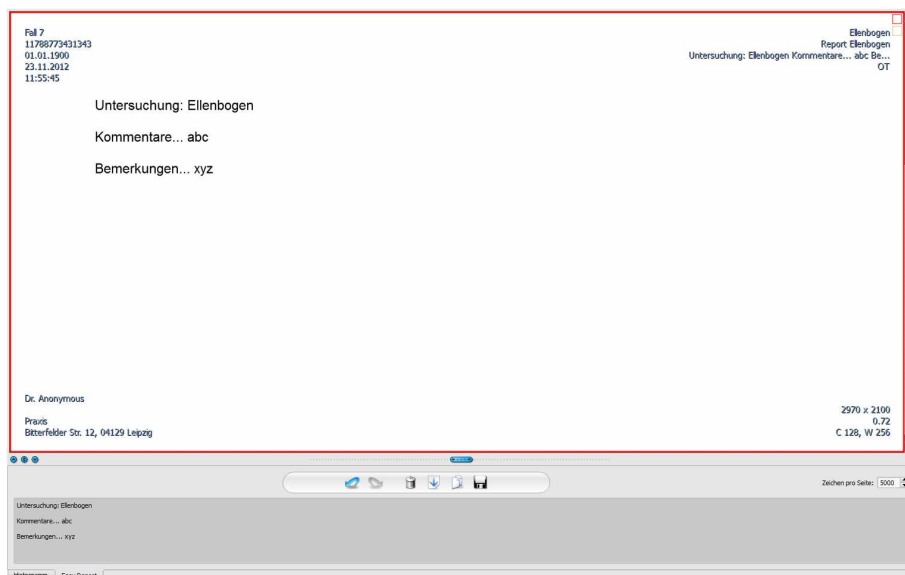 Fall 7
11788773431343
01.01.1900
23.11.2012
11:55:45
Ellenbogen
Report Ellenbogen
Untersuchung: Ellenbogen Kommentare... abc Be...
OT
Untersuchung: Ellenbogen
Kommentare... abc
Bemerkungen... xyz
Dr. Anonymous
Praxis
Bitterfelder Str. 12, 04129 Leipzig
2970 x 2100
0.72
C 128, W 256
Zeichen pro Seite: 5000
Untersuchung: Ellenbogen
Kommentare... abc
Bemerkungen... xyz